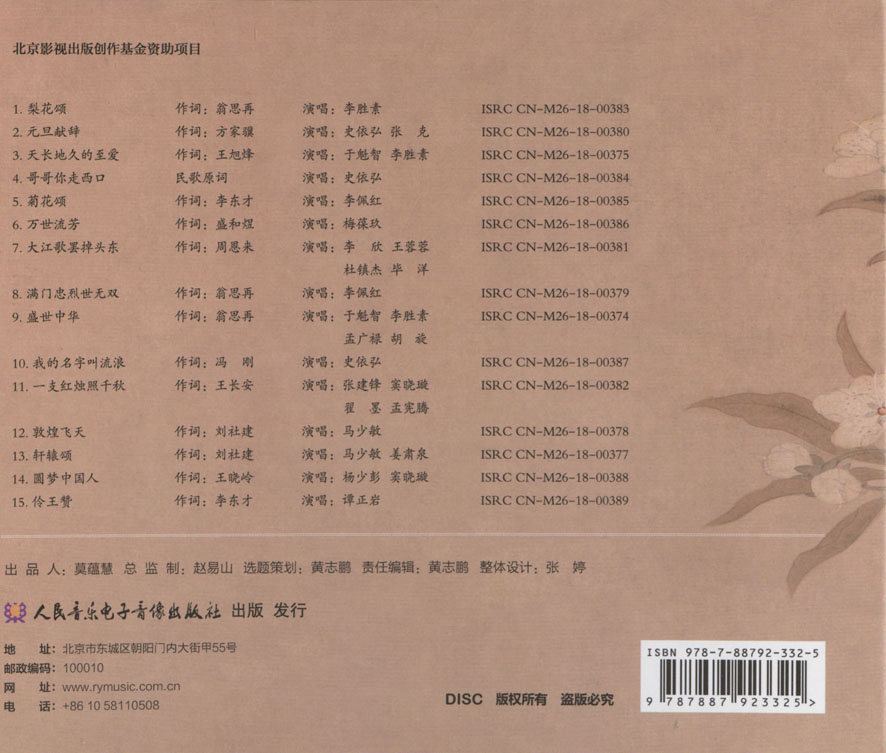 北京影视出版创作基金资助项目
1. 梨花颂 作词：翁思再 演唱：李胜素 ISRC CN-M26-18-00383
2. 元旦献辞 作词：方家骥 演唱：史依弘 张 克 ISRC CN-M26-18-00380
3. 天长地久的至爱 作词：王旭烽 演唱：于魁智 李胜素 ISRC CN-M26-18-00375
4. 哥哥你走西口 民歌原词 演唱：史依弘 ISRC CN-M26-18-00384
5. 菊花颂 作词：李东才 演唱：李佩红 ISRC CN-M26-18-00385
6. 万世流芳 作词：盛和煜 演唱：梅葆玖 ISRC CN-M26-18-00386
7. 大江歌罢掉头东 作词：周恩来 演唱：李 欣 王蓉蓉 ISRC CN-M26-18-00381
杜镇杰 毕 洋
8. 满门忠烈世无双 作词：翁思再 演唱：李佩红 ISRC CN-M26-18-00379
9. 盛世中华 作词：翁思再 演唱：于魁智 李胜素 ISRC CN-M26-18-00374
孟广禄 胡 旋
10. 我的名字叫流浪 作词：冯 刚 演唱：史依弘 ISRC CN-M26-18-00387
11. 一支红烛照千秋 作词：王长安 演唱：张建锋 窦晓璇 ISRC CN-M26-18-00382
翟 墨 孟宪腾
12. 敦煌飞天 作词：刘社建 演唱：马少敏 ISRC CN-M26-18-00378
13. 轩辕颂 作词：刘社建 演唱：马少敏 姜肃泉 ISRC CN-M26-18-00377
14. 圆梦中国人 作词：王晓岭 演唱：杨少彭 窦晓璇 ISRC CN-M26-18-00388
15. 伶王赞 作词：李东才 演唱：谭正岩 ISRC CN-M26-18-00389
出 品 人：莫蕴慧 总 监 制：赵易山 选题策划：黄志鹏 责任编辑：黄志鹏 整体设计：张 婷
人民音乐电子音像出版社 出版 发行
地 址：北京市东城区朝阳门内大街甲55号
邮政编码：100010
网 址：www.rymusic.com.cn
电 话：+86 10 58110508
DISC 版权所有 盗版必究
ISBN 978-7-88792-332-5
9 787887 923325 >